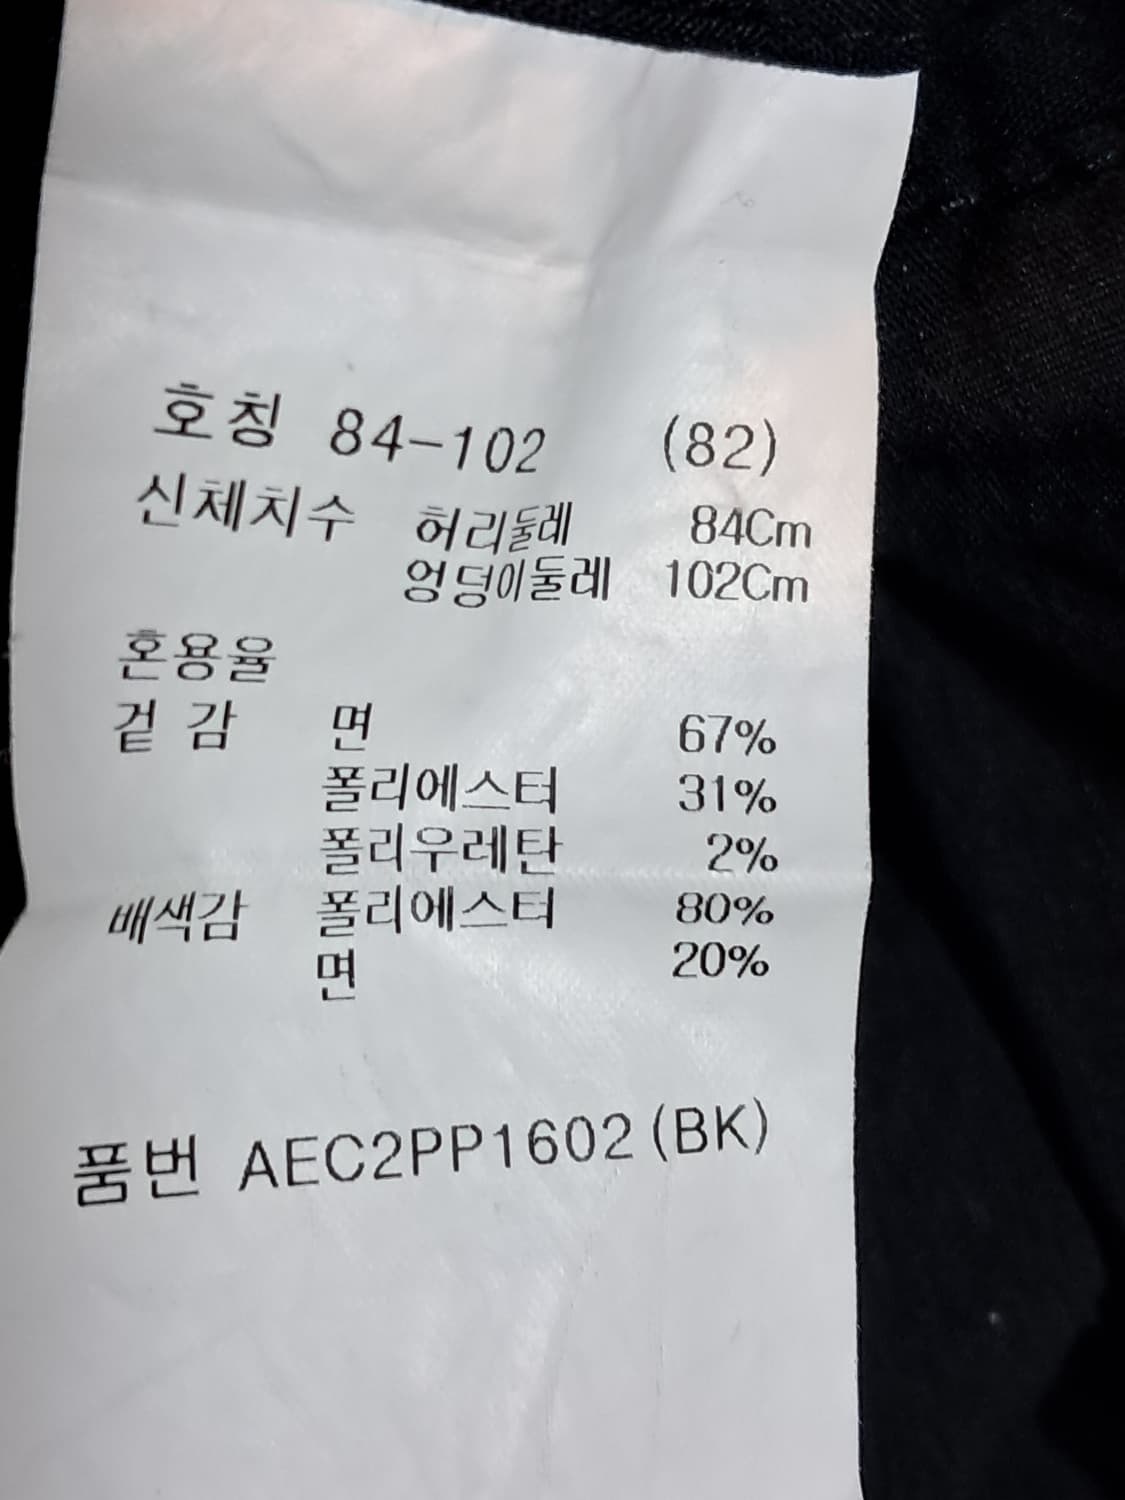 호칭 84-102 (82)
신체치수 허리둘레 84Cm
엉덩이둘레 102Cm
혼용율
겉 감 면 67%
폴리에스터 31%
폴리우레탄 2%
배색감 폴리에스터 80%
면 20%
품번 AEC2PP1602(BK)